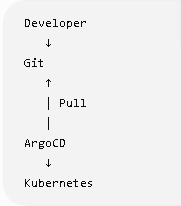 Developer
↓
Git
↑
│ Pull
│
ArgoCD
↓
Kubernetes